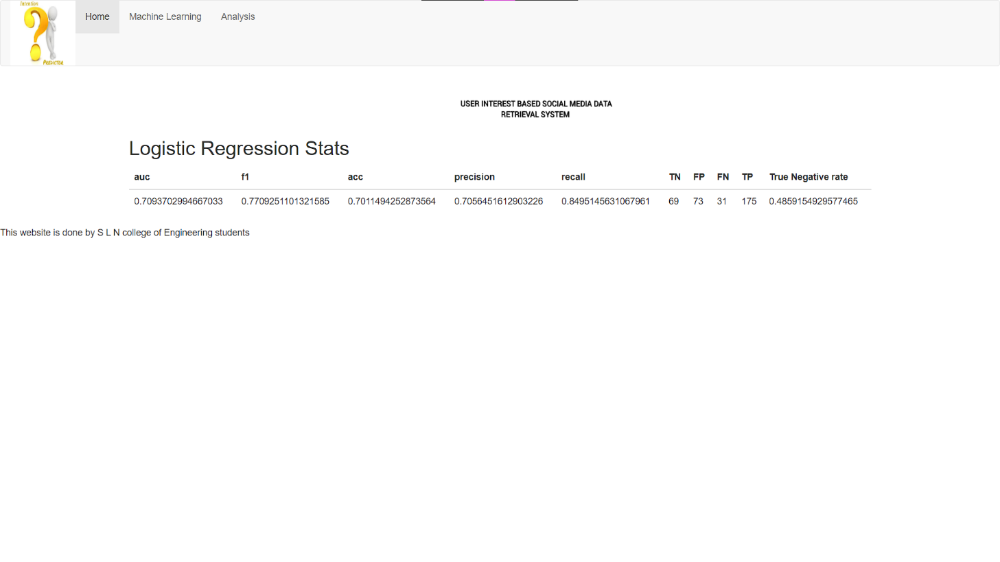 Intention
PREDICTOR
Home Machine Learning Analysis
USER INTEREST BASED SOCIAL MEDIA DATA
RETRIEVAL SYSTEM
Logistic Regression Stats
auc f1 acc precision recall TN FP FN TP True Negative rate
0.7093702994667033 0.7709251101321585 0.7011494252873564 0.7056451612903226 0.8495145631067961 69 73 31 175 0.4859154929577465
This website is done by S L N college of Engineering students